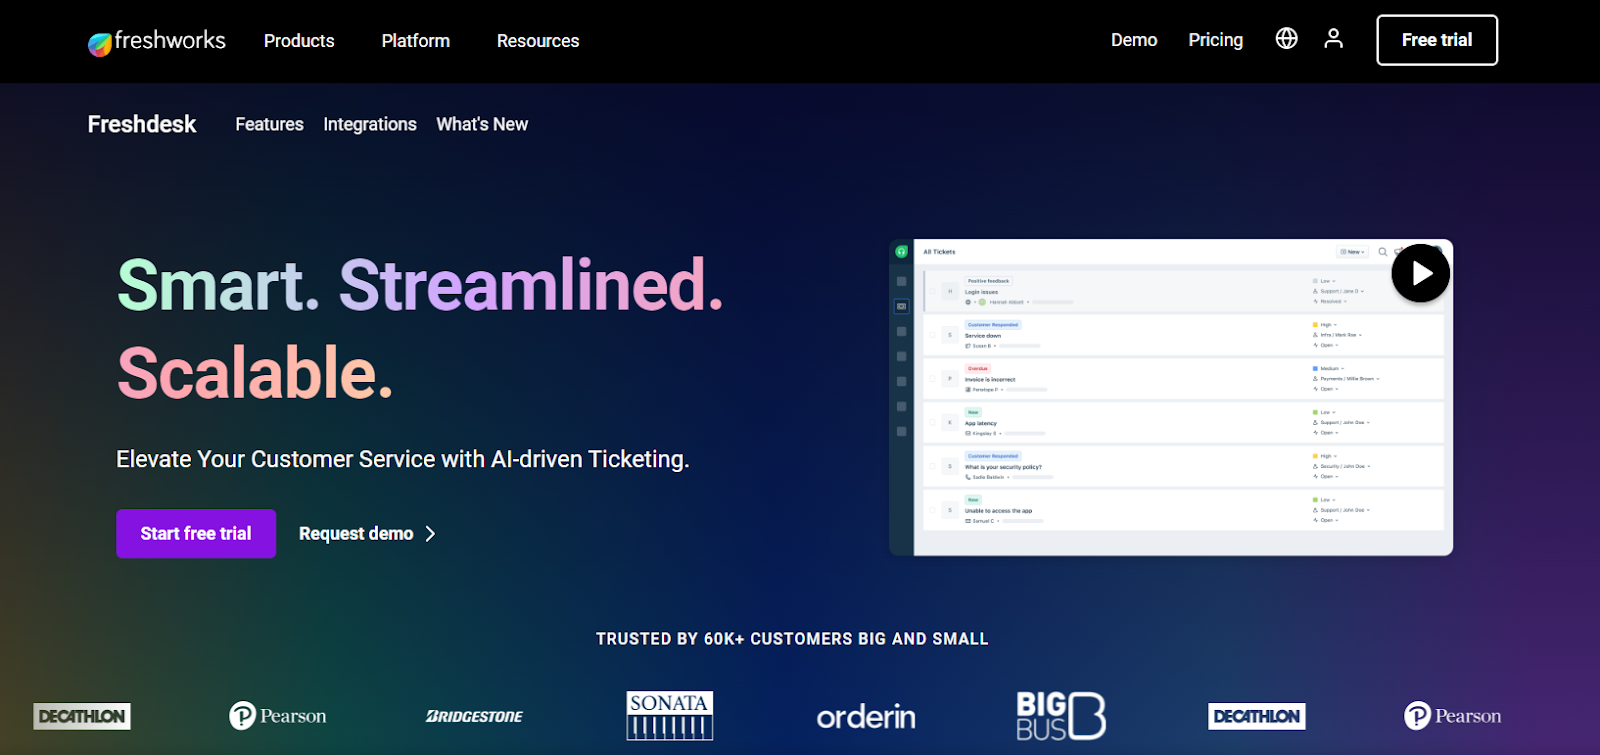 freshworks
Products
Platform
Resources
Demo
Pricing
Free trial
Freshdesk
Features
Integrations
What's New
Smart. Streamlined.
Scalable.
Elevate Your Customer Service with AI-driven Ticketing.
Start free trial
Request demo
All Tickets
New
H
Positive feedback
Login issues
Hannah Abbott
Low
Support / Jane D
Resolved
S
Customer Responded
Service down
Susan B
High
Infra / Mark Row
Open
P
Overdue
Invoice is incorrect
Penelope P
Medium
Payments / Willie Brown
Open
K
New
App latency
Kingsley S
Low
Support / John Doe
Open
S
Customer Responded
What is your security policy?
Sadie Baldwin
High
Security / John Doe
Open
S
New
Unable to access the app
Samuel C
Low
Support / John Doe
Open
TRUSTED BY 60K+ CUSTOMERS BIG AND SMALL
DECATHLON
Pearson
BRIDGESTONE
SONATA
orderin
BIG
BUS
B
DECATHLON
Pearson